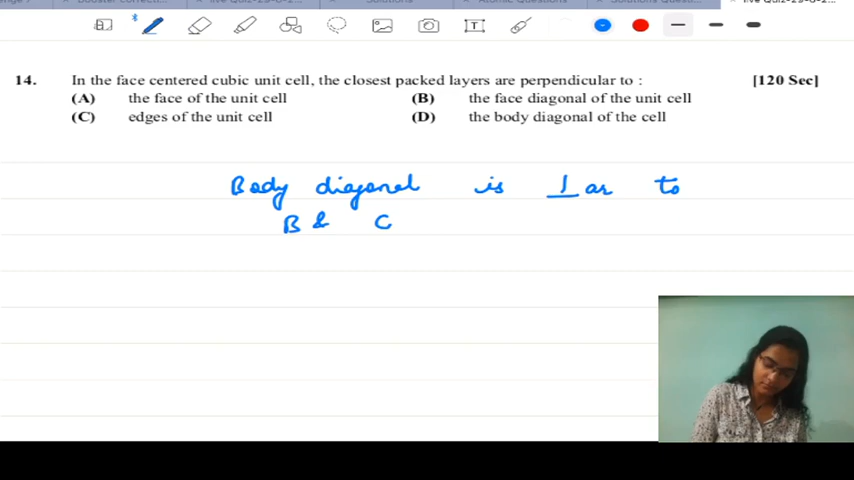 14. In the face centered cubic unit cell, the closest packed layers are perpendicular to : [120 Sec]
(A) the face of the unit cell (B) the face diagonal of the unit cell
(C) edges of the unit cell (D) the body diagonal of the cell
Body diagonal is ⊥ar to
B & C